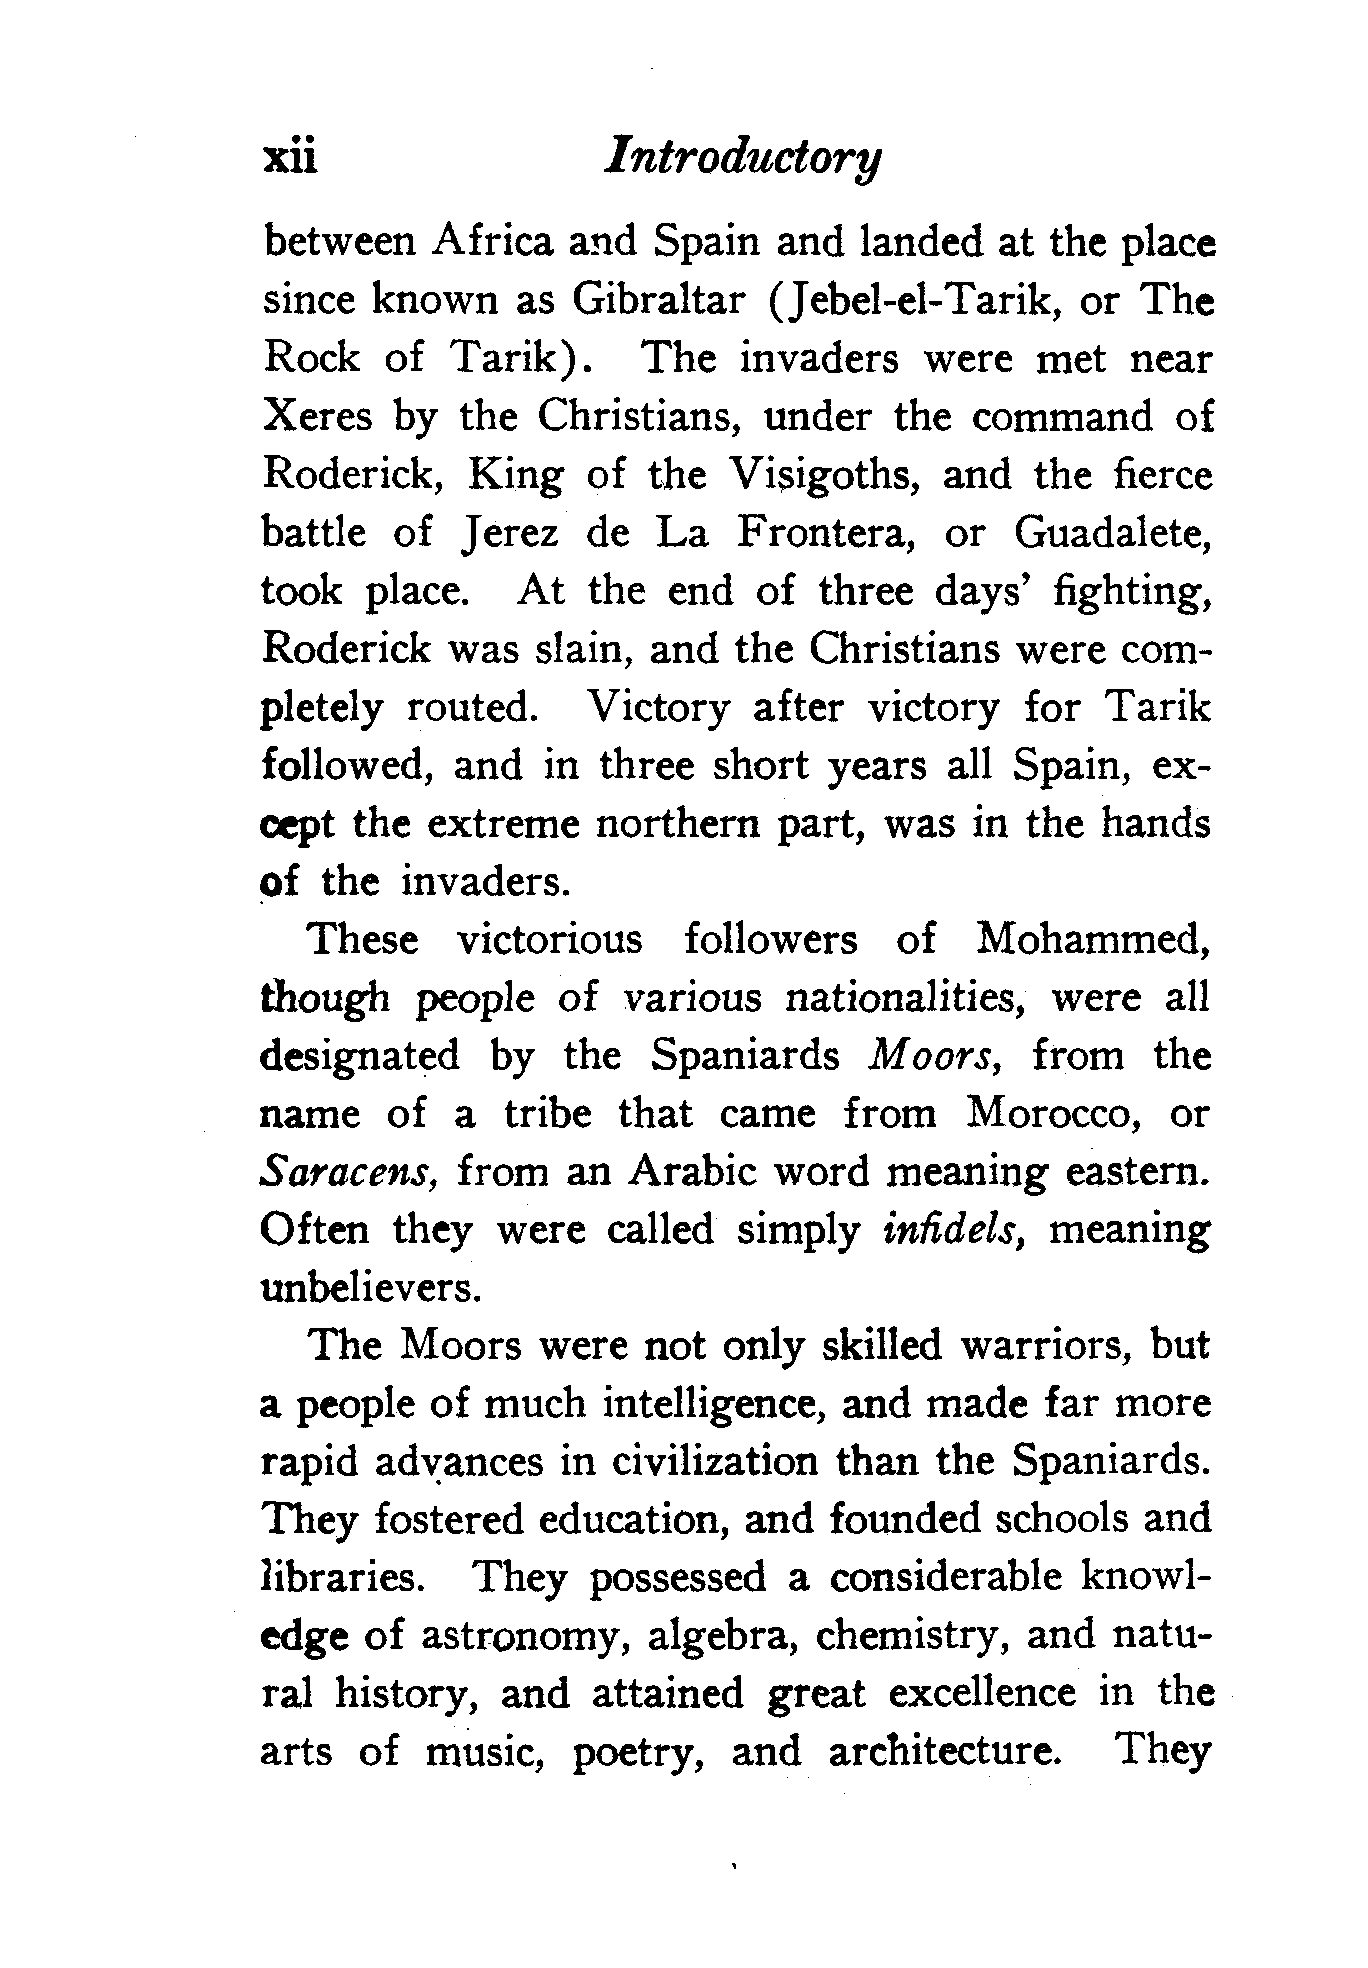 xii Introductory
between Africa and Spain and landed at the place
since known as Gibraltar (Jebel-el-Tarik, or The
Rock of Tarik). The invaders were met near
Xeres by the Christians, under the command of
Roderick, King of the Visigoths, and the fierce
battle of Jerez de La Frontera, or Guadalete,
took place. At the end of three days' fighting,
Roderick was slain, and the Christians were com-
pletely routed. Victory after victory for Tarik
followed, and in three short years all Spain, ex-
cept the extreme northern part, was in the hands
of the invaders.
These victorious followers of Mohammed,
though people of various nationalities, were all
designated by the Spaniards Moors, from the
name of a tribe that came from Morocco, or
Saracens, from an Arabic word meaning eastern.
Often they were called simply infidels, meaning
unbelievers.
The Moors were not only skilled warriors, but
a people of much intelligence, and made far more
rapid advances in civilization than the Spaniards.
They fostered education, and founded schools and
libraries. They possessed a considerable knowl-
edge of astronomy, algebra, chemistry, and natu-
ral history, and attained great excellence in the
arts of music, poetry, and architecture. They